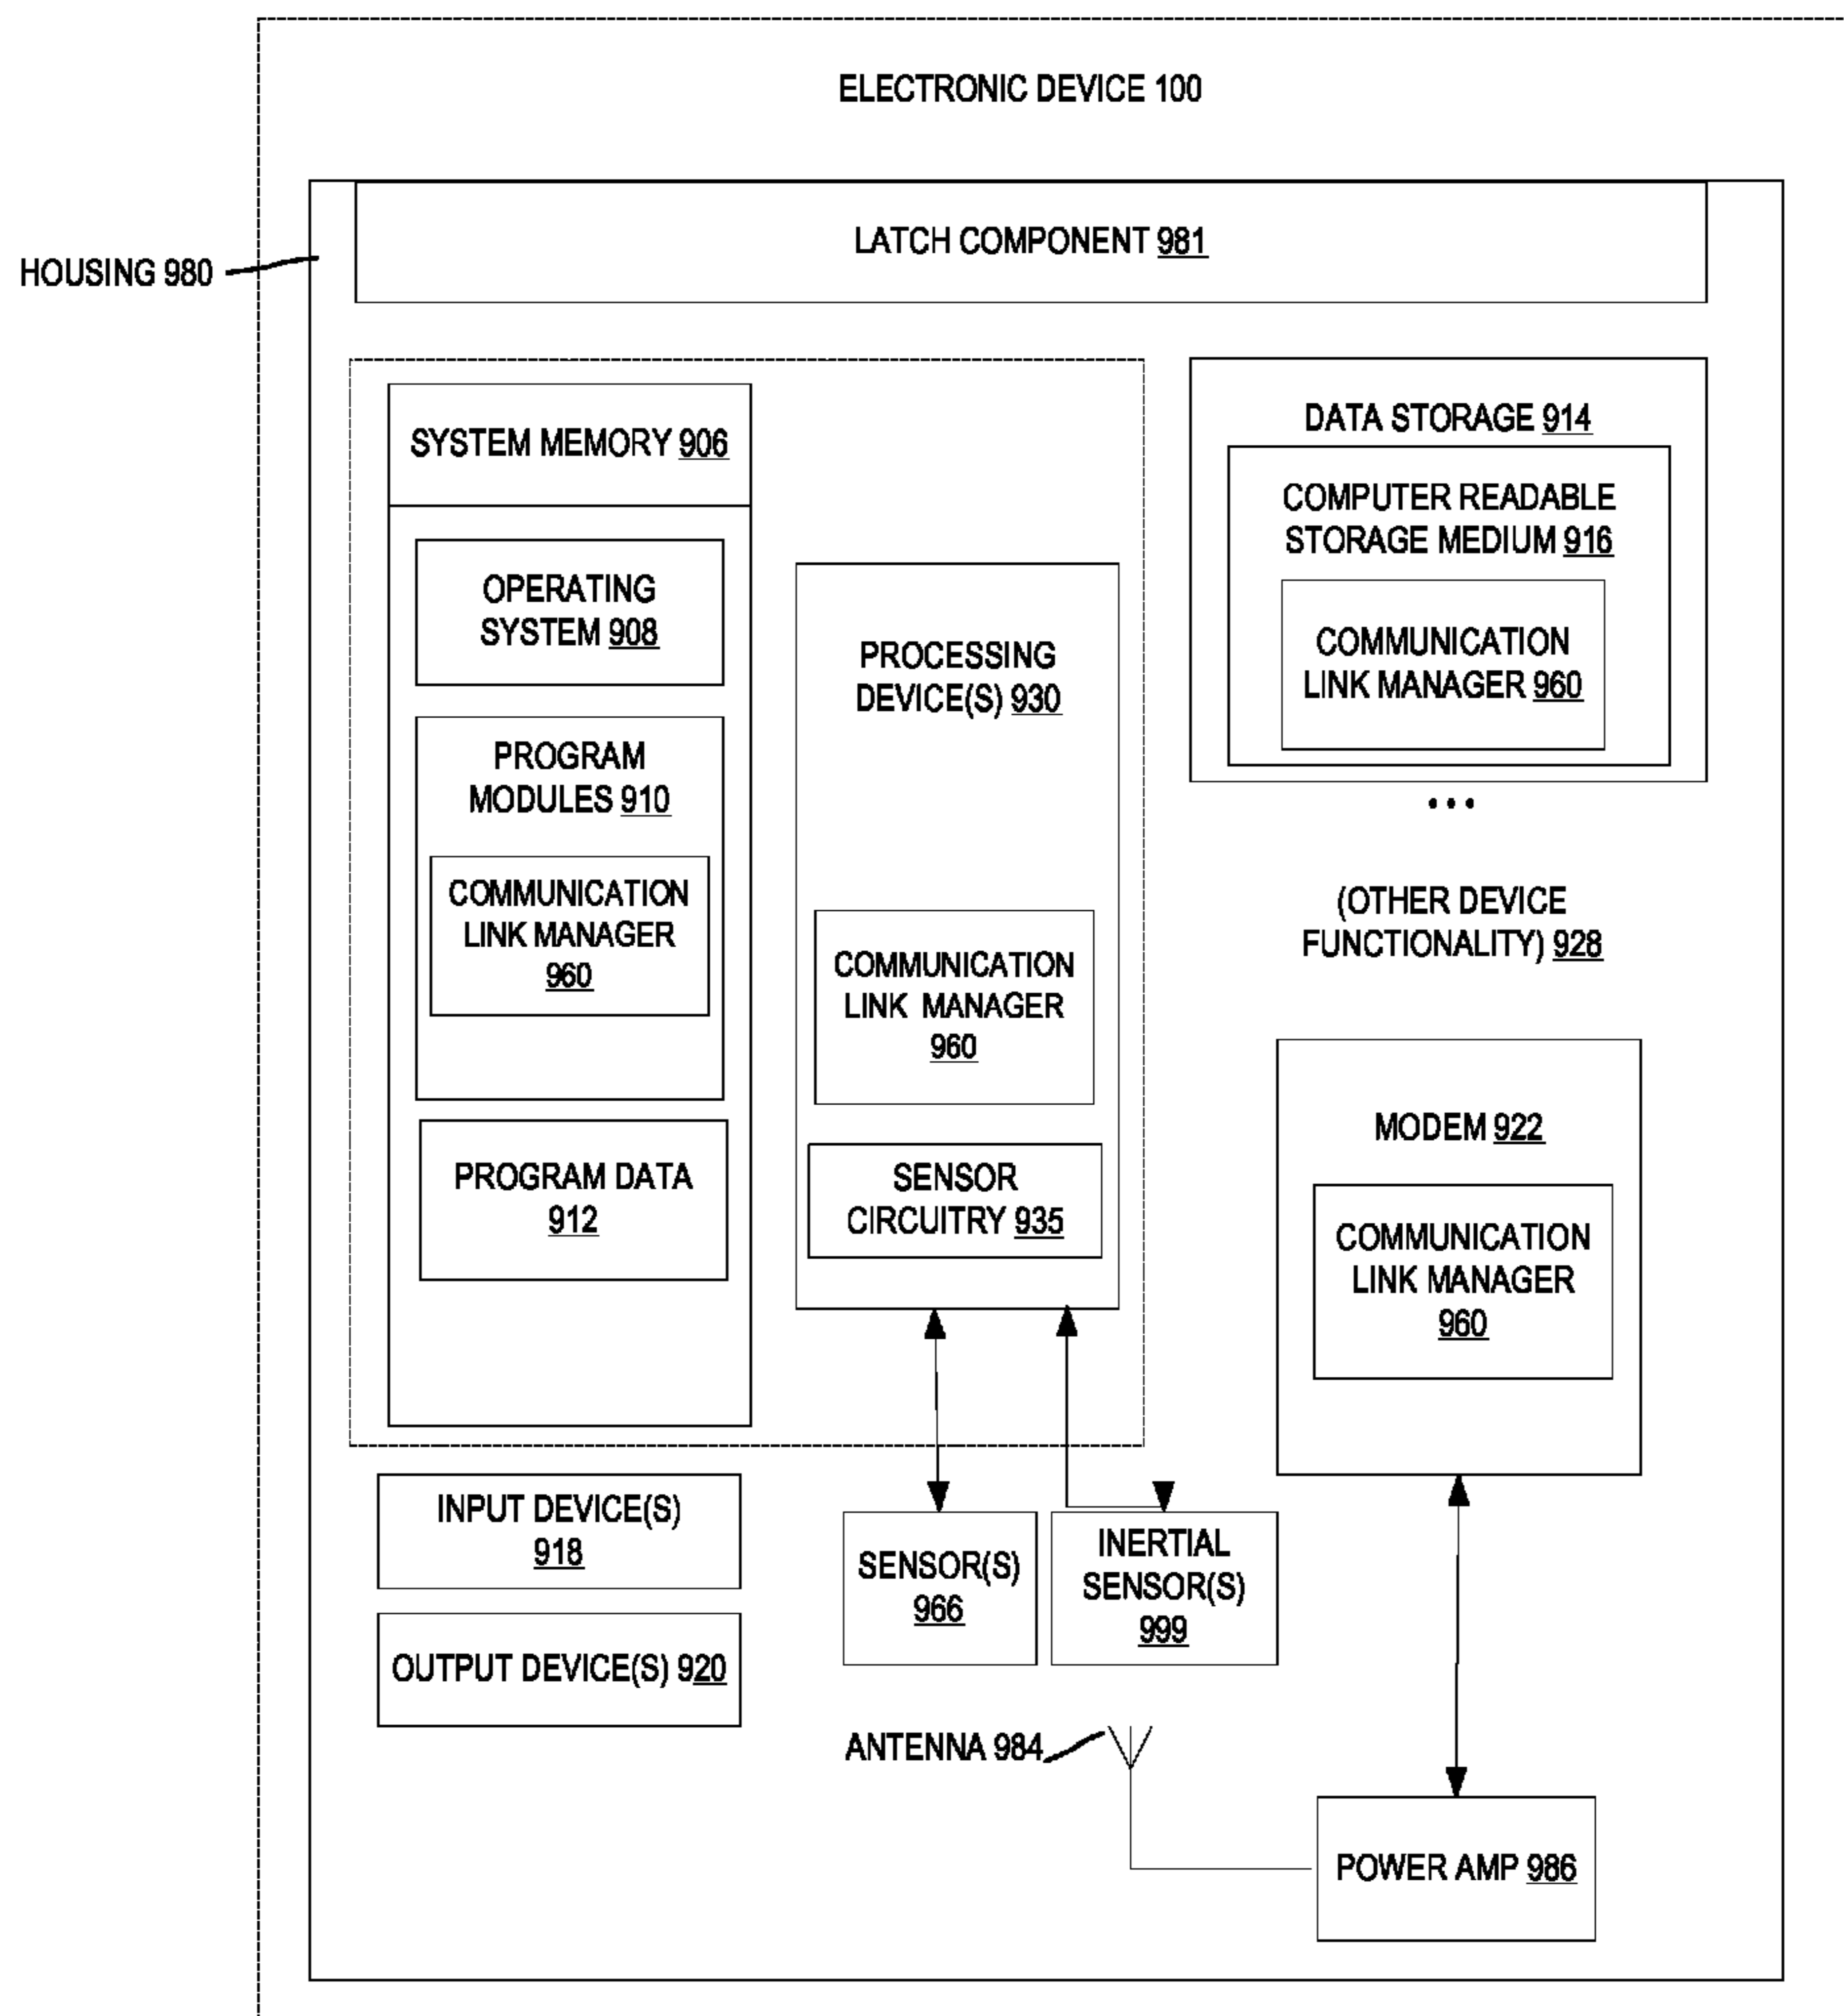 ELECTRONIC DEVICE 100
LATCH COMPONENT 981
HOUSING 980
SYSTEM MEMORY 906
OPERATING
SYSTEM 908
PROGRAM
MODULES 910
COMMUNICATION
LINK MANAGER
960
PROGRAM DATA
912
PROCESSING
DEVICE(S) 930
COMMUNICATION
LINK MANAGER
960
SENSOR
CIRCUITRY 935
DATA STORAGE 914
COMPUTER READABLE
STORAGE MEDIUM 916
COMMUNICATION
LINK MANAGER 960
•••
(OTHER DEVICE
FUNCTIONALITY) 928
MODEM 922
COMMUNICATION
LINK MANAGER
960
INPUT DEVICE(S)
918
OUTPUT DEVICE(S) 920
SENSOR(S)
966
INERTIAL
SENSOR(S)
999
ANTENNA 984
POWER AMP 986